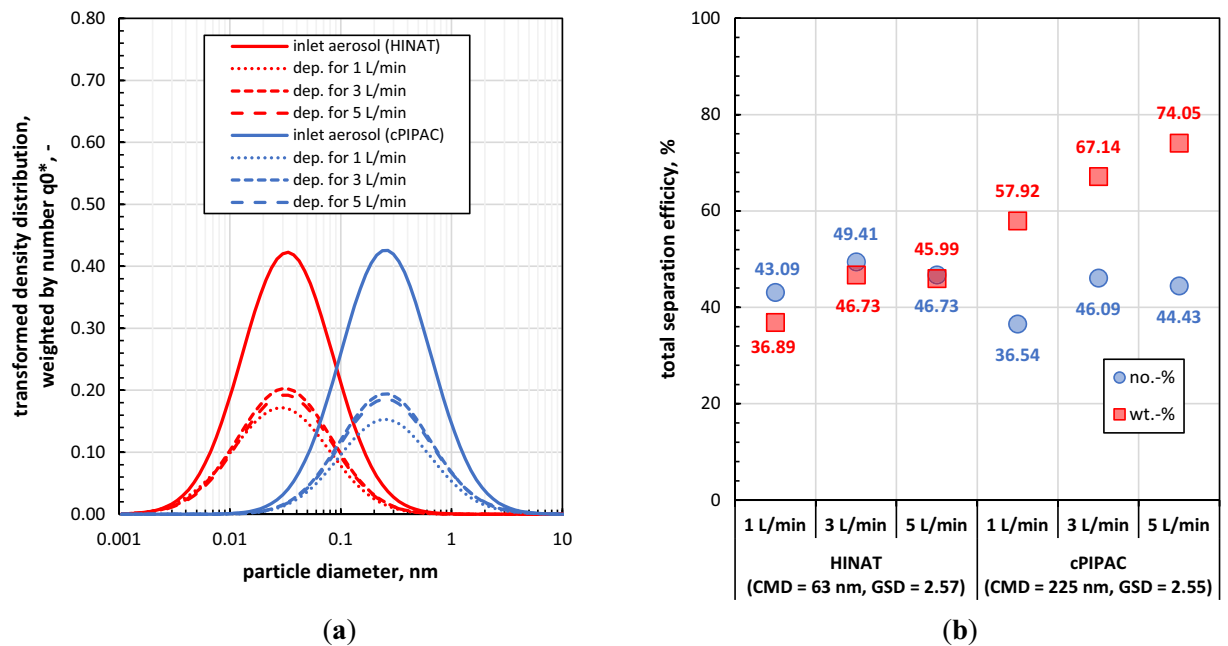 0.80
0.70
0.60
0.50
0.40
0.30
0.20
0.10
0.00
transformed density distribution,
weighted by number q0*, -
inlet aerosol (HINAT)
dep. for 1 L/min
dep. for 3 L/min
dep. for 5 L/min
inlet aerosol (cPIPAC)
dep. for 1 L/min
dep. for 3 L/min
dep. for 5 L/min
0.001
0.01
0.1
1
10
particle diameter, nm
(a)
100
80
60
40
20
0
total separation efficicy, %
43.09
36.89
49.41
46.73
45.99
46.73
57.92
36.54
67.14
46.09
74.05
44.43
no.-%
wt.-%
1 L/min
3 L/min
5 L/min
1 L/min
3 L/min
5 L/min
HINAT
(CMD = 63 nm, GSD = 2.57)
cPIPAC
(CMD = 225 nm, GSD = 2.55)
(b)